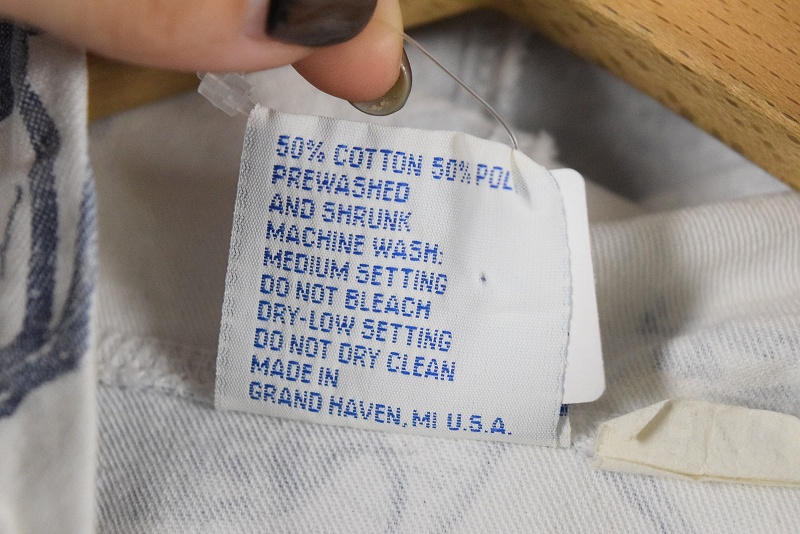 50% COTTON 50% POL
PREWASHED
AND SHRUNK
MACHINE WASH:
MEDIUM SETTING
DO NOT BLEACH
DRY-LOW SETTING
DO NOT DRY CLEAN
MADE IN
GRAND HAVEN, MI U.S.A.